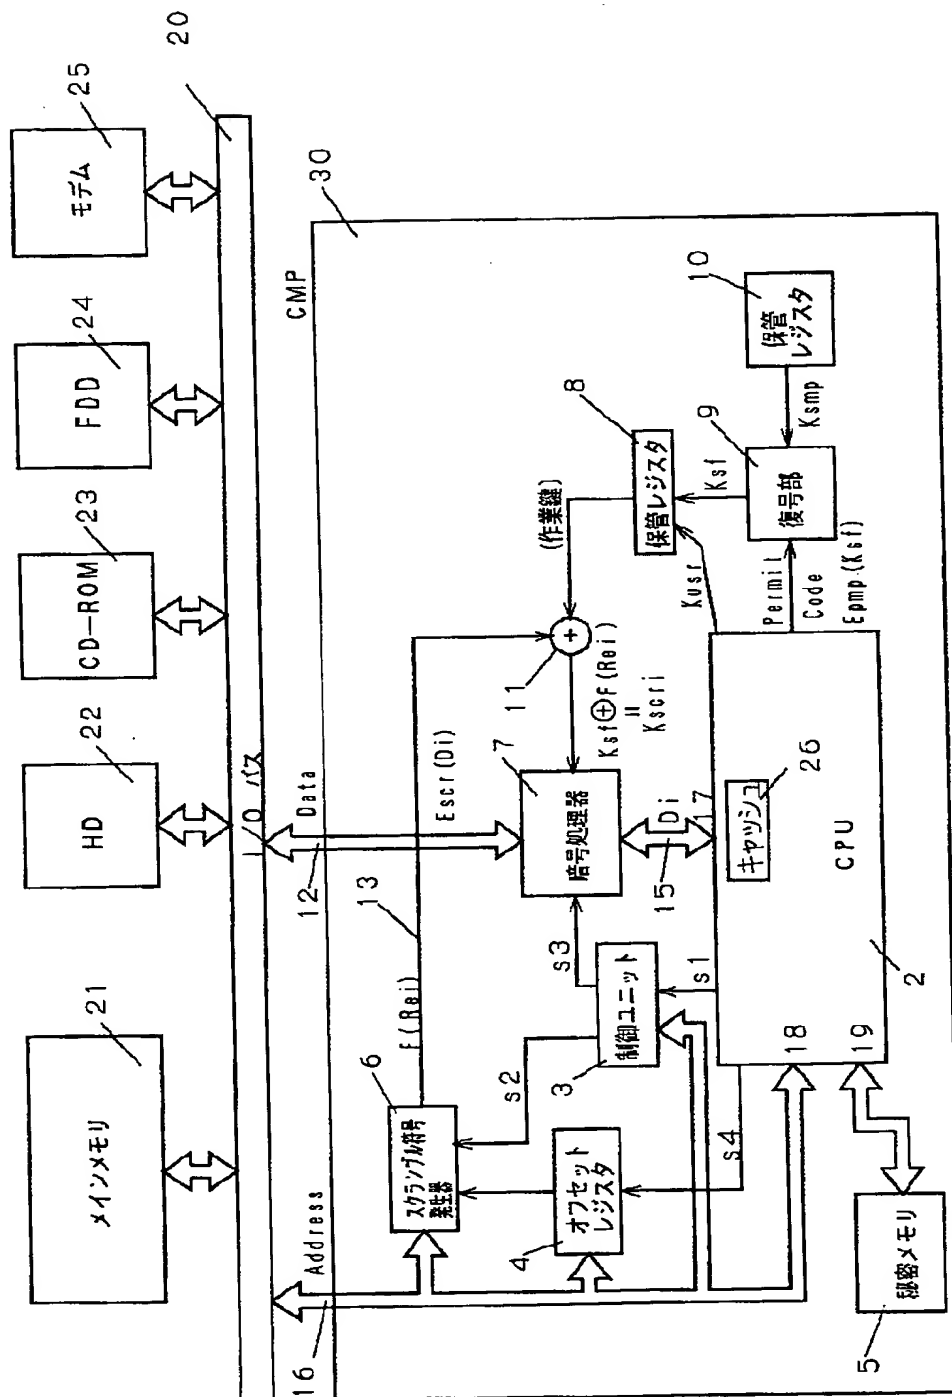 メインメモリ
21
HD
22
CD-ROM
23
FDD
24
モデム
25
20
I/Oバス
16
Address
12
Data
CMP
30
13
F(Rei)
Escr(Di)
6
スクランブル符号
発生器
s2
s3
4
オフセット
レジスタ
3
制御ユニット
7
暗号処理器
11
+
Ksf⊕F(Rei)
=
Kscri
(作業鍵)
8
保管レジスタ
Ksf
Kusr
9
復号部
Ksmp
10
保管
レジスタ
Permit
Code
Epmp(Ksf)
15
Di
17
s1
s4
18
19
キャッシュ
26
CPU
2
5
秘密メモリ